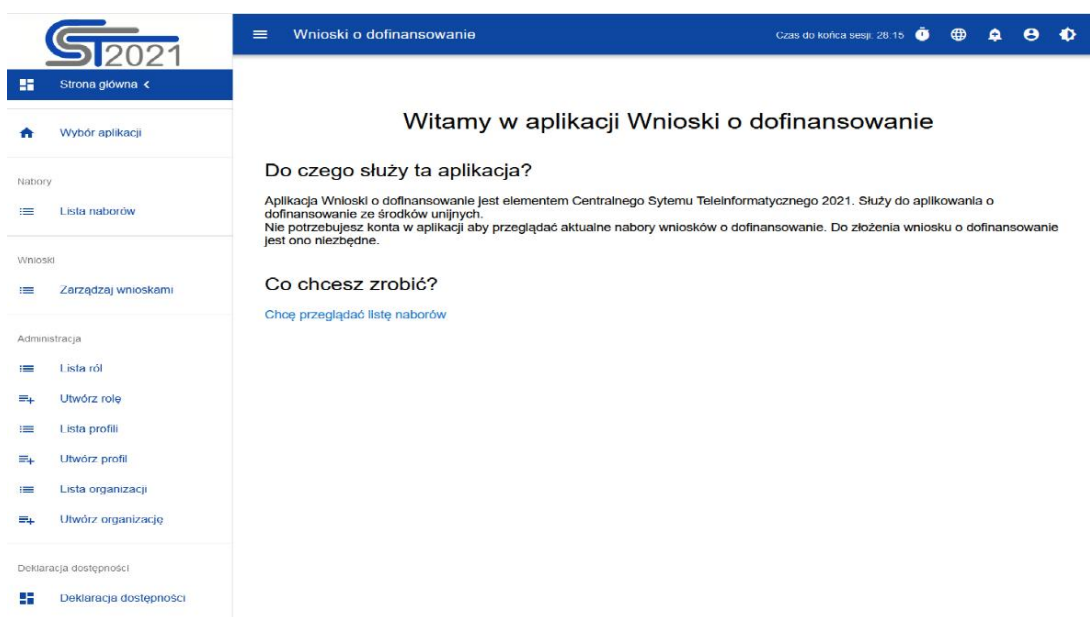 CST2021
Wnioski o dofinansowanie
Czas do końca sesji: 28:15
Strona główna
Wybór aplikacji
Nabory
Lista naborów
Wnioski
Zarządzaj wnioskami
Administracja
Lista ról
Utwórz rolę
Lista profili
Utwórz profil
Lista organizacji
Utwórz organizację
Deklaracja dostępności
Deklaracja dostępności
Witamy w aplikacji Wnioski o dofinansowanie
Do czego służy ta aplikacja?
Aplikacja Wnioski o dofinansowanie jest elementem Centralnego Sytemu Teleinformatycznego 2021. Służy do aplikowania o
dofinansowanie ze środków unijnych.
Nie potrzebujesz konta w aplikacji aby przeglądać aktualne nabory wniosków o dofinansowanie. Do złożenia wniosku o dofinansowanie
jest ono niezbędne.
Co chcesz zrobić?
Chcę przeglądać listę naborów